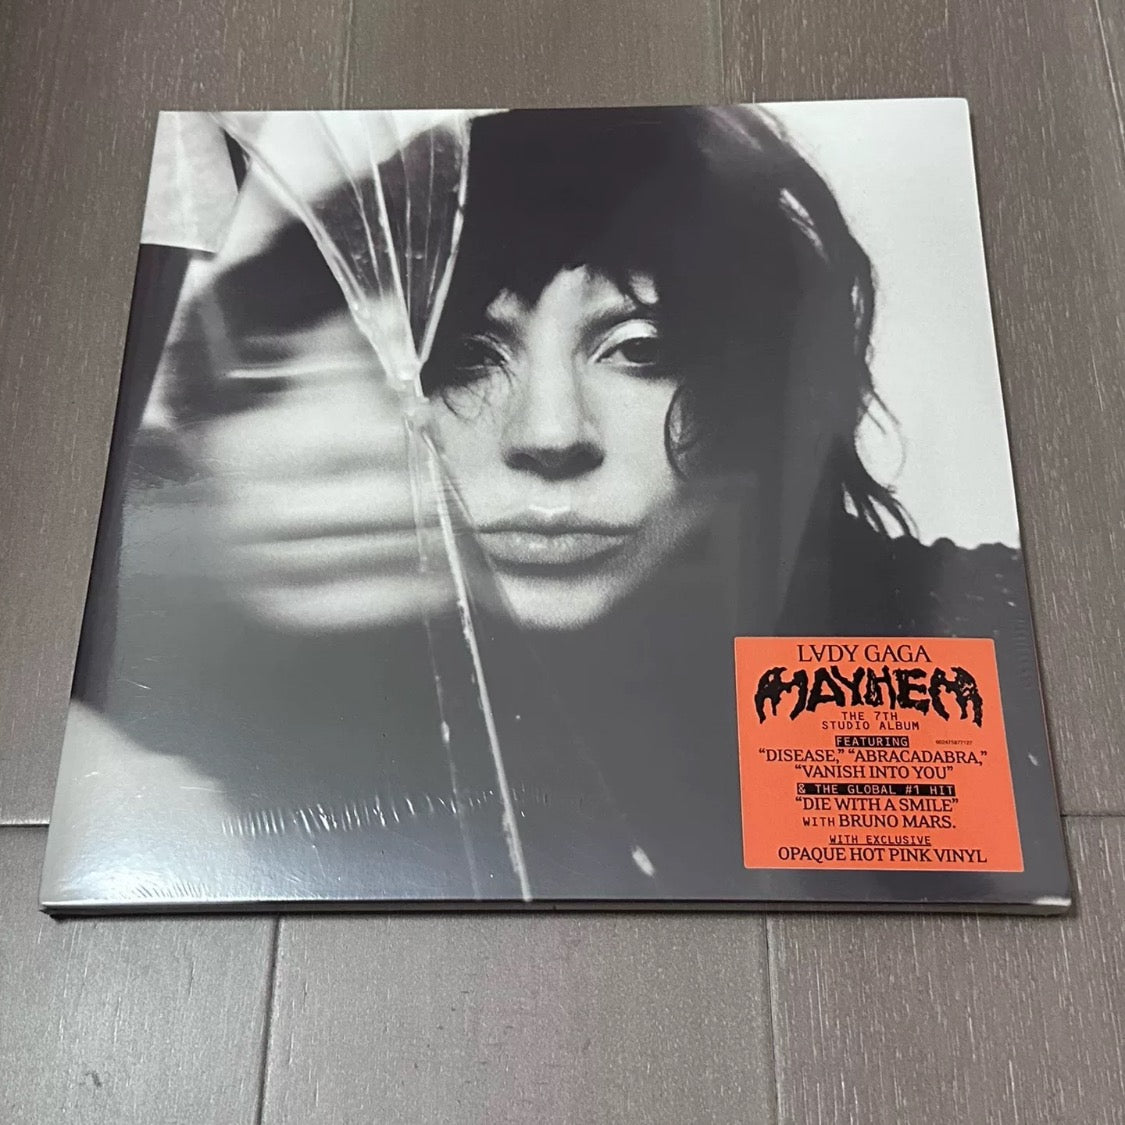 L∀DY GAGA
MAYHEM
THE 7TH
STUDIO ALBUM
FEATURING
“DISEASE,” “ABRACADABRA,”
“VANISH INTO YOU”
& THE GLOBAL #1 HIT
“DIE WITH A SMILE”
WITH BRUNO MARS.
WITH EXCLUSIVE
OPAQUE HOT PINK VINYL